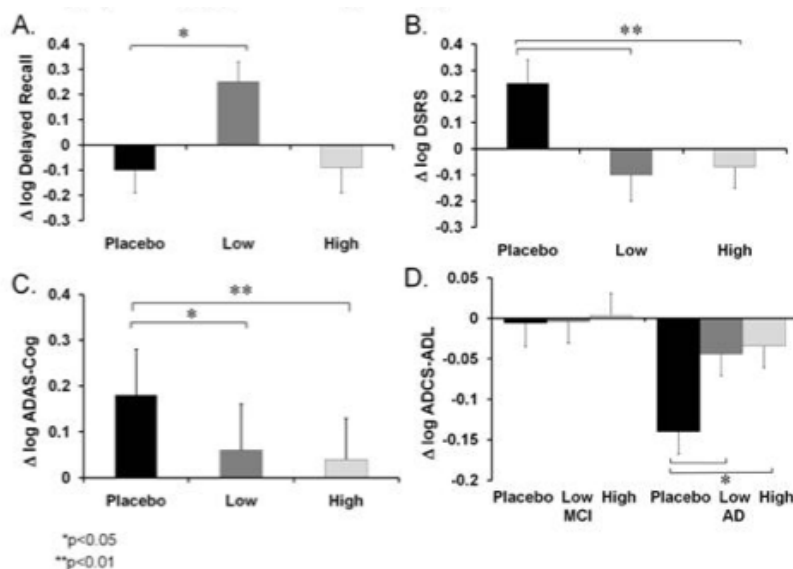 A.
*
0.4
0.3
0.2
0.1
0
-0.1
-0.2
-0.3
Δ log Delayed Recall
Placebo Low High
B.
**
0.4
0.3
0.2
0.1
0
-0.1
-0.2
-0.3
Δ log DSRS
Placebo Low High
C.
**
*
0.4
0.3
0.2
0.1
0
Δ log ADAS-Cog
Placebo Low High
D.
0.05
0
-0.05
-0.1
-0.15
-0.2
Δ log ADCS-ADL
*
Placebo Low High Placebo Low High
MCI AD
*p<0.05
**p<0.01